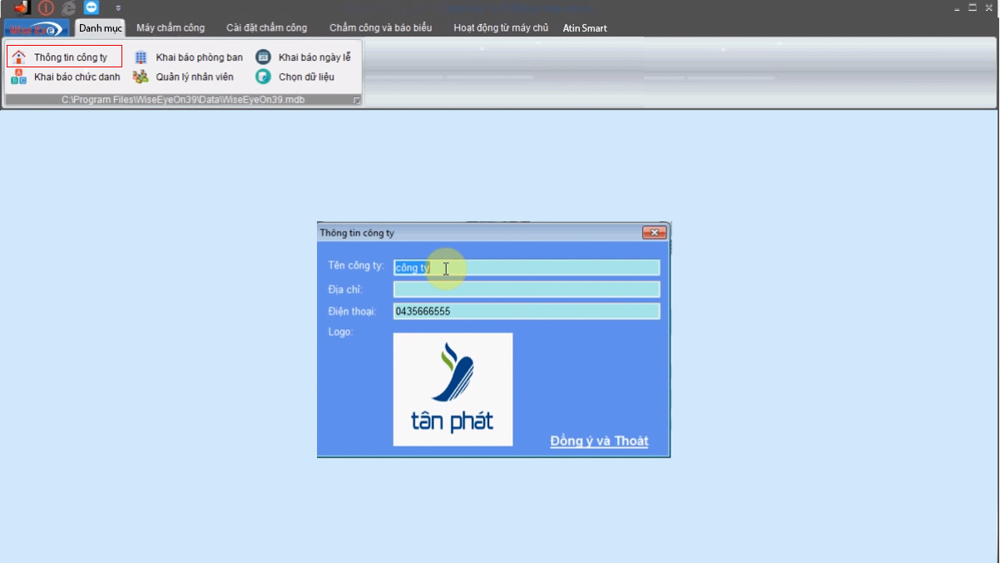 Danh mục Máy chấm công Cài đặt chấm công Chấm công và báo biểu Hoạt động từ máy chủ Atin Smart
Thông tin công ty Khai báo phòng ban Khai báo ngày lễ
Khai báo chức danh Quản lý nhân viên Chọn dữ liệu
C:\Program Files\WiseEyeOn39\Data\WiseEyeOn39.mdb
Thông tin công ty
Tên công ty: công ty
Địa chỉ:
Điện thoại: 0435666555
Logo:
tân phát
Đồng ý và Thoát